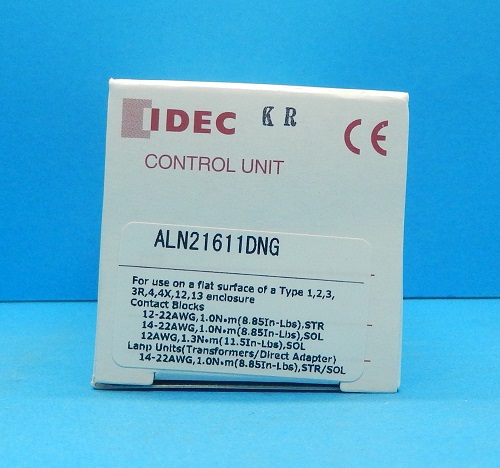 IDEC KR CE
CONTROL UNIT
ALN21611DNG
For use on a flat surface of a Type 1,2,3,
3R,4,4X,12,13 enclosure
Contact Blocks
12-22AWG,1.0N•m(8.85In-Lbs),STR
14-22AWG,1.0N•m(8.85In-Lbs),SOL
12AWG,1.3N•m(11.5In-Lbs),SOL
Lamp Units(Transformers/Direct Adapter)
14-22AWG,1.0N•m(8.85In-Lbs),STR/SOL